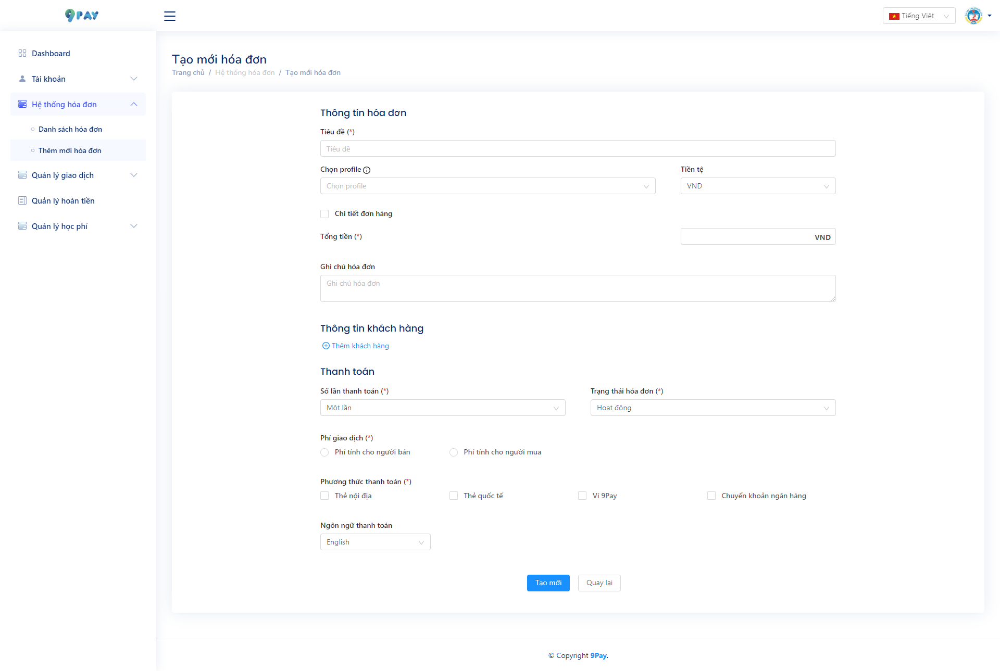 9PAY
Tiếng Việt
Dashboard
Tài khoản
Hệ thống hóa đơn
Danh sách hóa đơn
Thêm mới hóa đơn
Quản lý giao dịch
Quản lý hoàn tiền
Quản lý học phí
Tạo mới hóa đơn
Trang chủ / Hệ thống hóa đơn / Tạo mới hóa đơn
Thông tin hóa đơn
Tiêu đề (*)
Tiêu đề
Chọn profile
Tiền tệ
Chọn profile
VND
Chi tiết đơn hàng
Tổng tiền (*)
VND
Ghi chú hóa đơn
Ghi chú hóa đơn
Thông tin khách hàng
Thêm khách hàng
Thanh toán
Số lần thanh toán (*)
Trạng thái hóa đơn (*)
Một lần
Hoạt động
Phí giao dịch (*)
Phí tính cho người bán
Phí tính cho người mua
Phương thức thanh toán (*)
Thẻ nội địa
Thẻ quốc tế
Ví 9Pay
Chuyển khoản ngân hàng
Ngôn ngữ thanh toán
English
Tạo mới
Quay lại
© Copyright 9Pay.